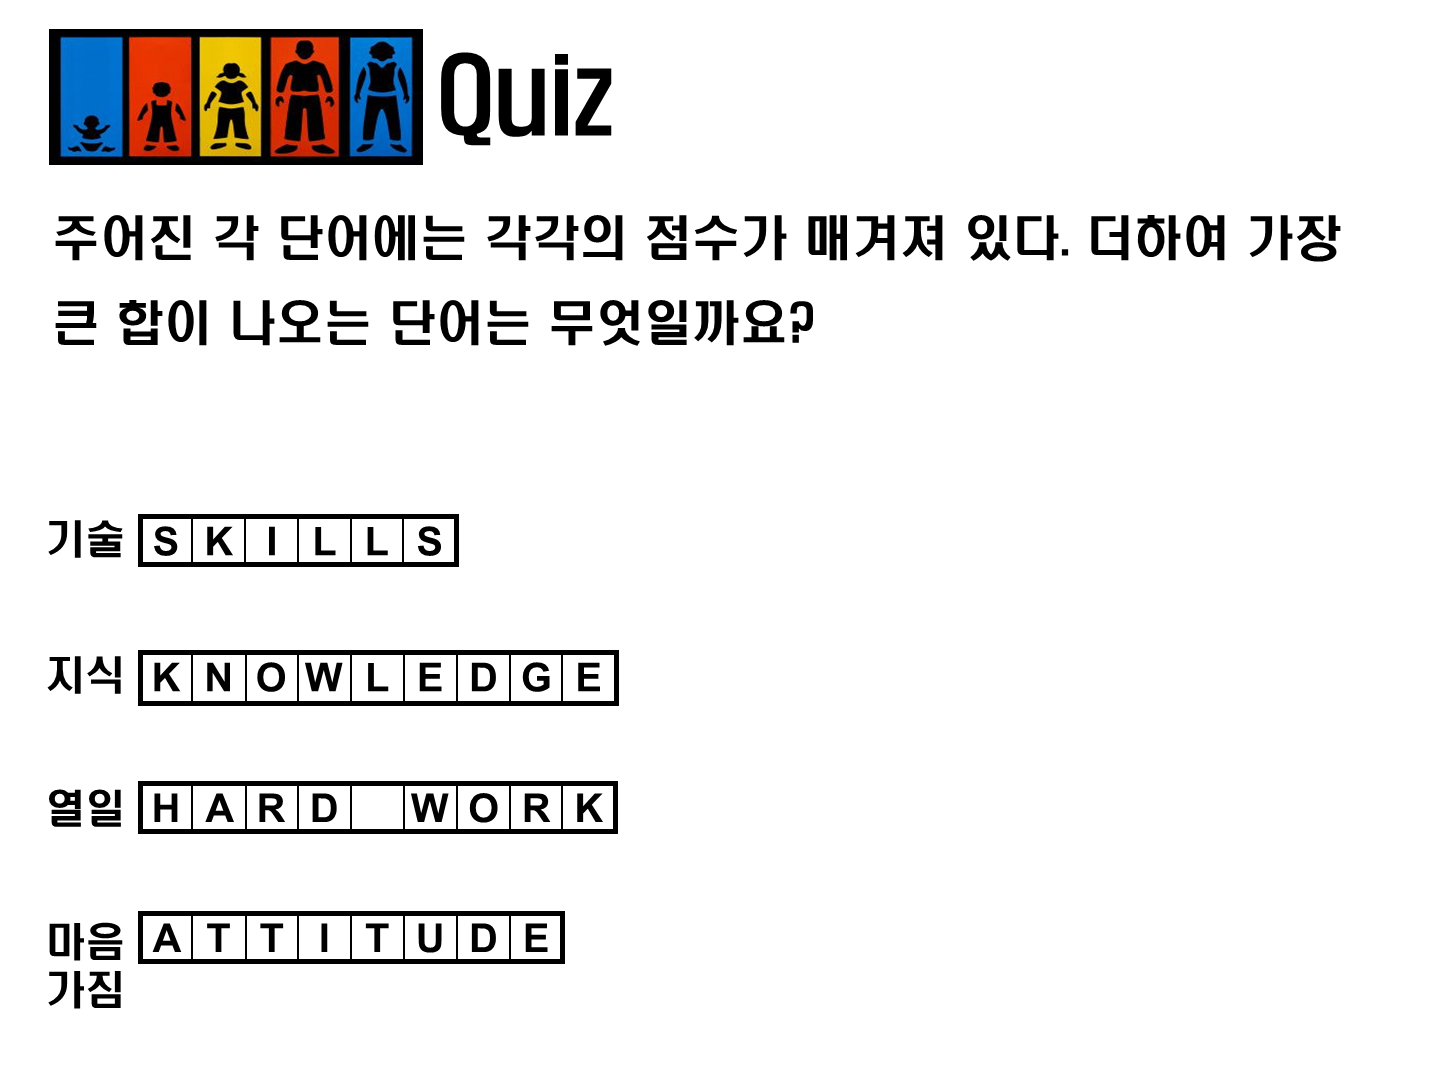 Quiz
주어진 각 단어에는 각각의 점수가 매겨져 있다. 더하여 가장
큰 합이 나오는 단어는 무엇일까요?
기술 SKILLS
지식 KNOWLEDGE
열일 HARD WORK
마음 ATTITUDE
가짐